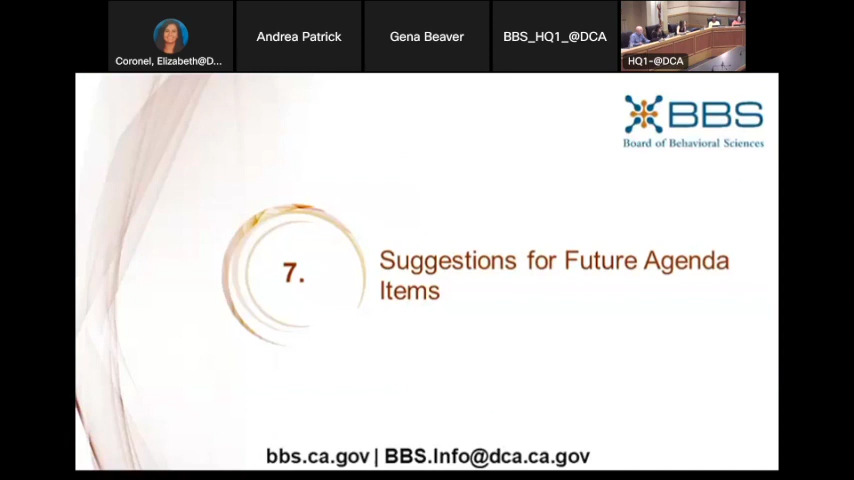 Coronel, Elizabeth@D...
Andrea Patrick
Gena Beaver
BBS_HQ1_@DCA
HQ1-@DCA
BBS
Board of Behavioral Sciences
7.
Suggestions for Future Agenda
Items
bbs.ca.gov | BBS.Info@dca.ca.gov